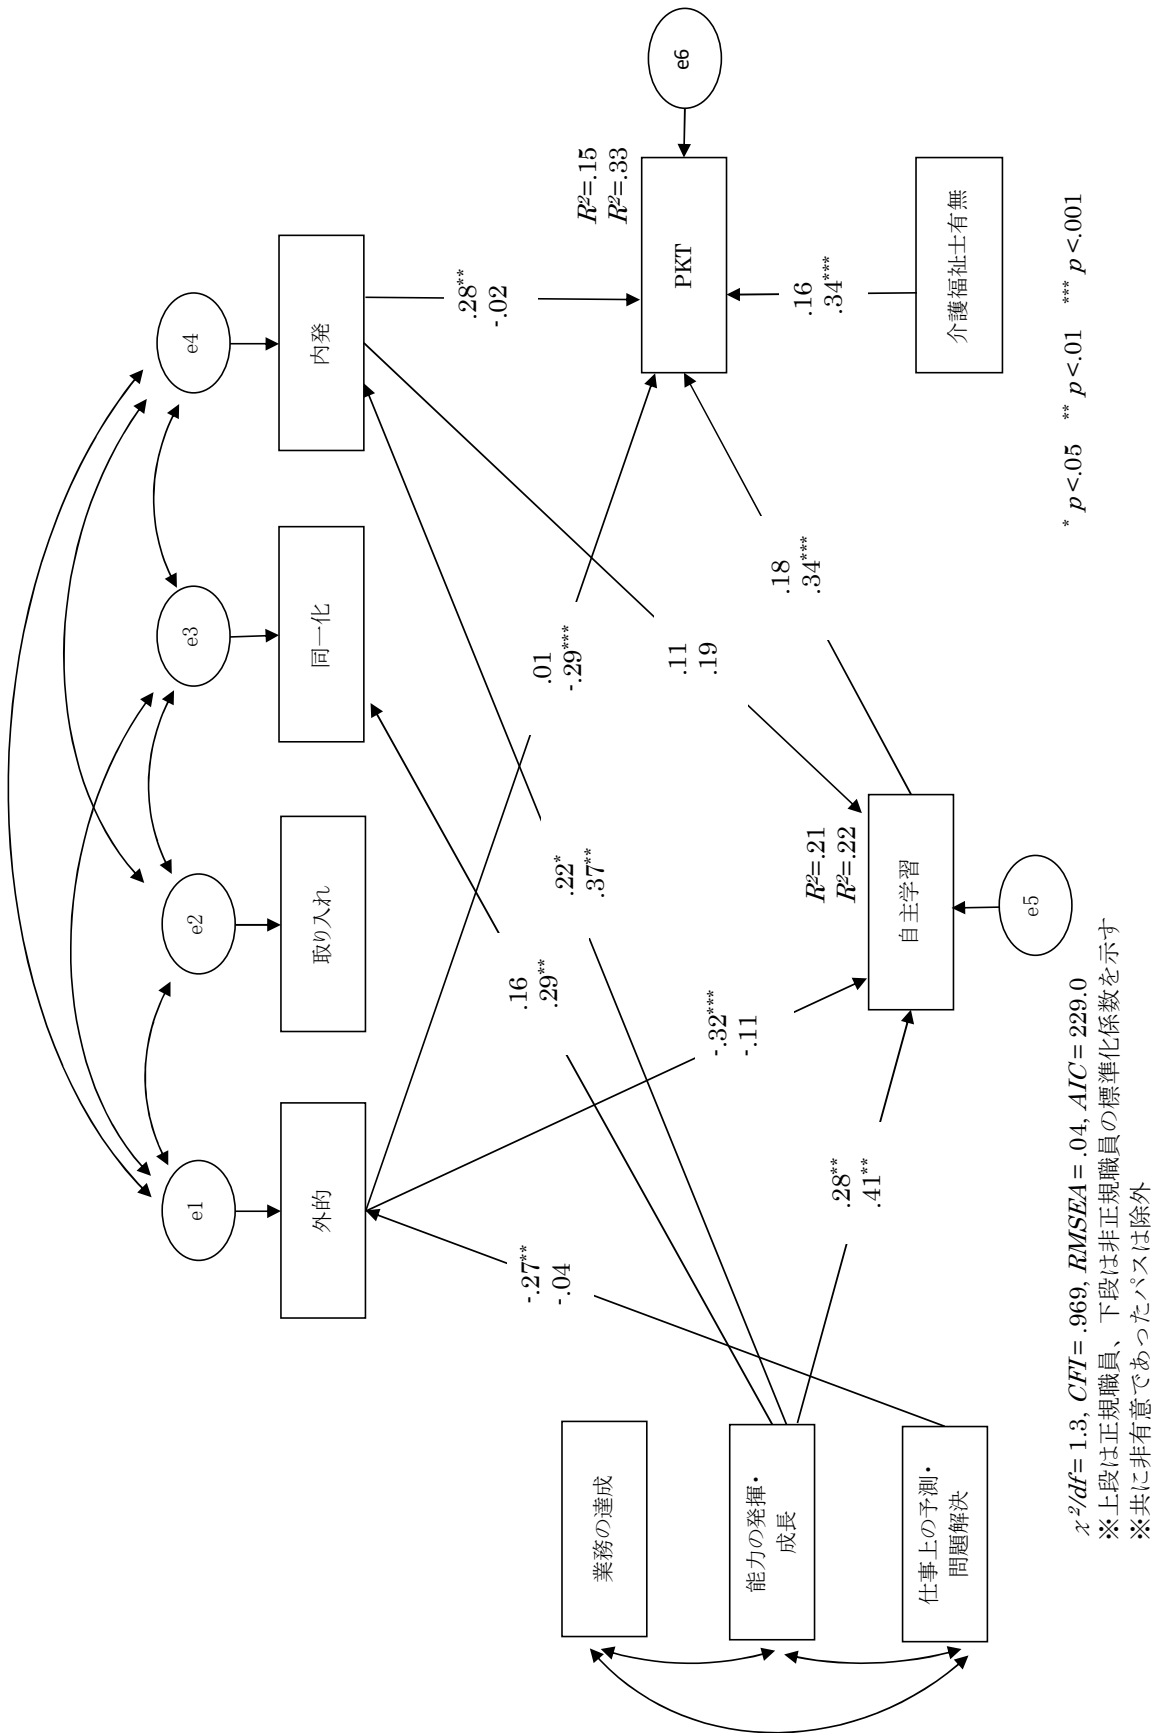 e1
e2
e3
e4
外的
取り入れ
同一化
内発
-.27**
-.04
.16
.29**
.22*
.37**
.01
-.29***
.28**
-.02
R²=.15
R²=.33
業務の達成
PKT
e6
-.32***
-.11
.11
.19
能力の発揮・
成長
.18
.34***
.16
.34***
.28**
.41**
R²=.21
R²=.22
仕事上の予測・
問題解決
自主学習
介護福祉士有無
e5
χ²/df= 1.3, CFI= .969, RMSEA= .04, AIC= 229.0
* p<.05 ** p<.01 *** p<.001
※上段は正規職員、下段は非正規職員の標準化係数を示す
※共に非有意であったパスは除外